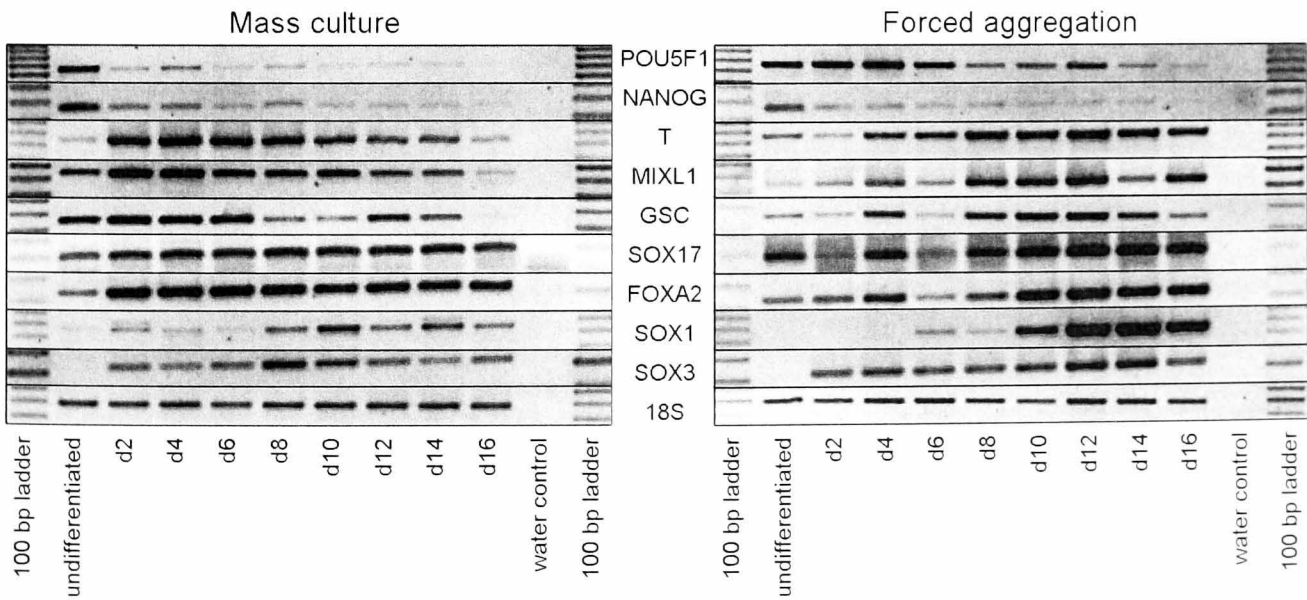 Mass culture
Forced aggregation
POU5F1
NANOG
T
MIXL1
GSC
SOX17
FOXA2
SOX1
SOX3
18S
100 bp ladder
undifferentiated
d2
d4
d6
d8
d10
d12
d14
d16
water control
100 bp ladder
100 bp ladder
undifferentiated
d2
d4
d6
d8
d10
d12
d14
d16
water control
100 bp ladder